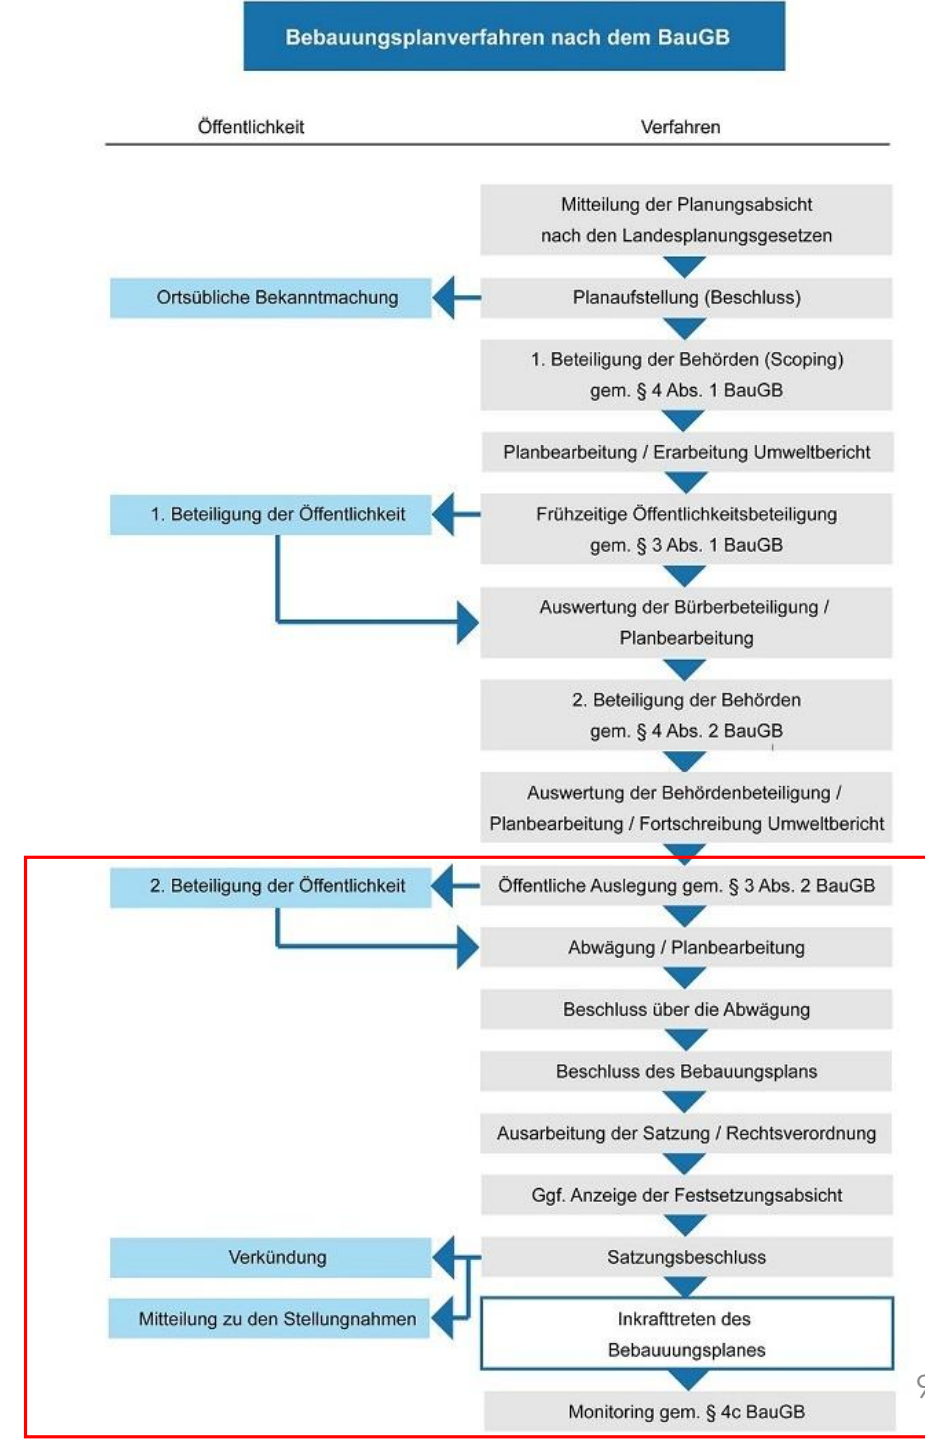 Bebauungsplanverfahren nach dem BauGB
Öffentlichkeit
Verfahren
Mitteilung der Planungsabsicht
nach den Landesplanungsgesetzen
Ortsübliche Bekanntmachung
Planaufstellung (Beschluss)
1. Beteiligung der Behörden (Scoping)
gem. § 4 Abs. 1 BauGB
Planbearbeitung / Erarbeitung Umweltbericht
1. Beteiligung der Öffentlichkeit
Frühzeitige Öffentlichkeitsbeteiligung
gem. § 3 Abs. 1 BauGB
Auswertung der Bürberbeteiligung /
Planbearbeitung
2. Beteiligung der Behörden
gem. § 4 Abs. 2 BauGB
Auswertung der Behördenbeteiligung /
Planbearbeitung / Fortschreibung Umweltbericht
2. Beteiligung der Öffentlichkeit
Öffentliche Auslegung gem. § 3 Abs. 2 BauGB
Abwägung / Planbearbeitung
Beschluss über die Abwägung
Beschluss des Bebauungsplans
Ausarbeitung der Satzung / Rechtsverordnung
Ggf. Anzeige der Festsetzungsabsicht
Verkündung
Satzungsbeschluss
Mitteilung zu den Stellungnahmen
Inkrafttreten des
Bebauuungsplanes
Monitoring gem. § 4c BauGB